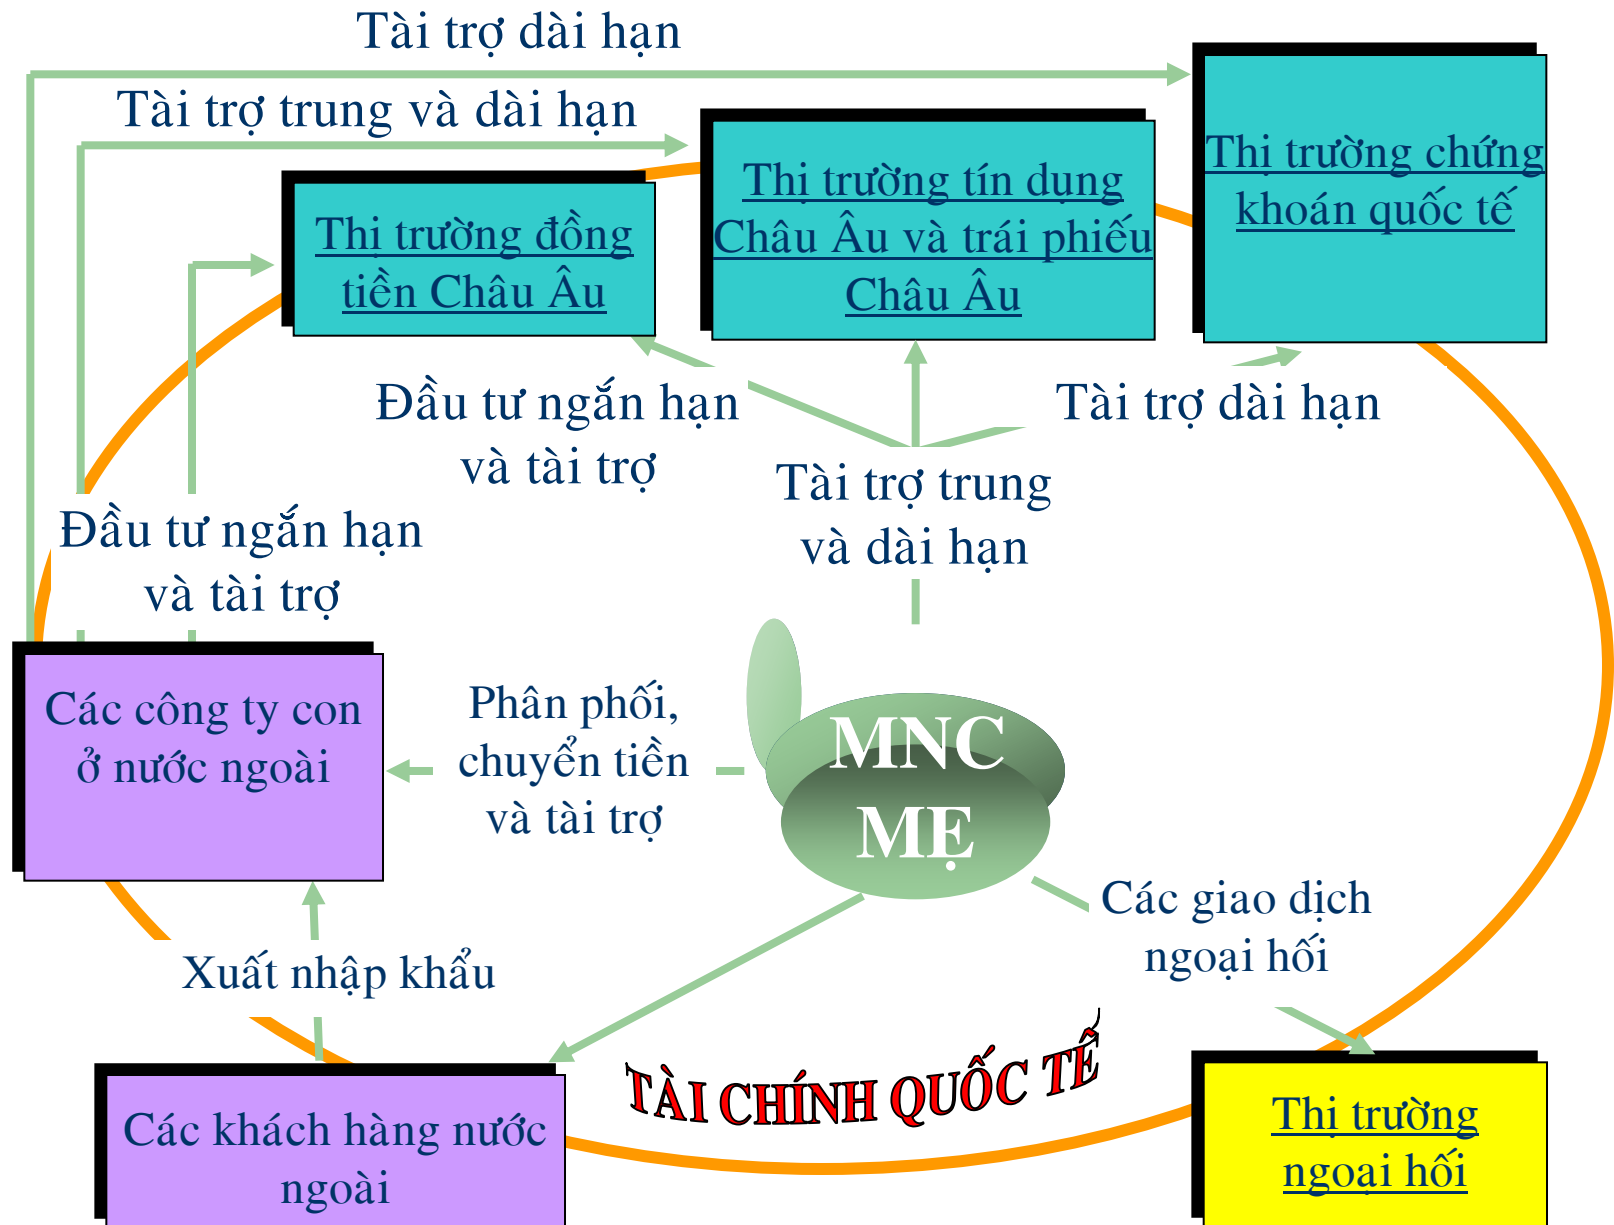 Tài trợ dài hạn
Tài trợ trung và dài hạn
Thị trường chứng
khoán quốc tế
Thị trường tín dụng
Châu Âu và trái phiếu
Châu Âu
Thị trường đồng
tiền Châu Âu
Đầu tư ngắn hạn
và tài trợ
Tài trợ dài hạn
Tài trợ trung
và dài hạn
Đầu tư ngắn hạn
và tài trợ
Các công ty con
ở nước ngoài
Phân phối,
chuyển tiền
và tài trợ
MNC
MẸ
Các giao dịch
ngoại hối
Xuất nhập khẩu
TÀI CHÍNH QUỐC TẾ
Các khách hàng nước
ngoài
Thị trường
ngoại hối